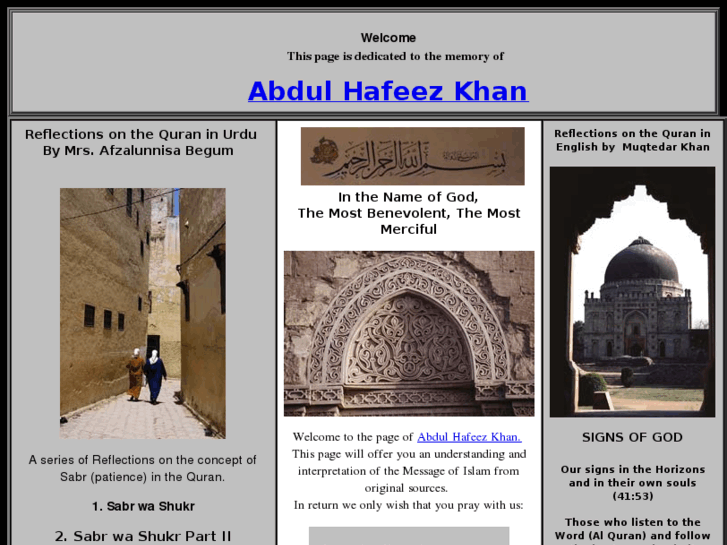 Welcome
This page is dedicated to the memory of
Abdul Hafeez Khan
Reflections on the Quran in Urdu
By Mrs. Afzalunnisa Begum
A series of Reflections on the concept of
Sabr (patience) in the Quran.
1. Sabr wa Shukr
2. Sabr wa Shukr Part II
بسم الله الرحمن الرحيم
In the Name of God,
The Most Benevolent, The Most
Merciful
Welcome to the page of Abdul Hafeez Khan.
This page will offer you an understanding and
interpretation of the Message of Islam from
original sources.
In return we only wish that you pray with us:
Reflections on the Quran in
English by Muqtedar Khan
SIGNS OF GOD
Our signs in the Horizons
and in their own souls
(41:53)
Those who listen to the
Word (Al Quran) and follow